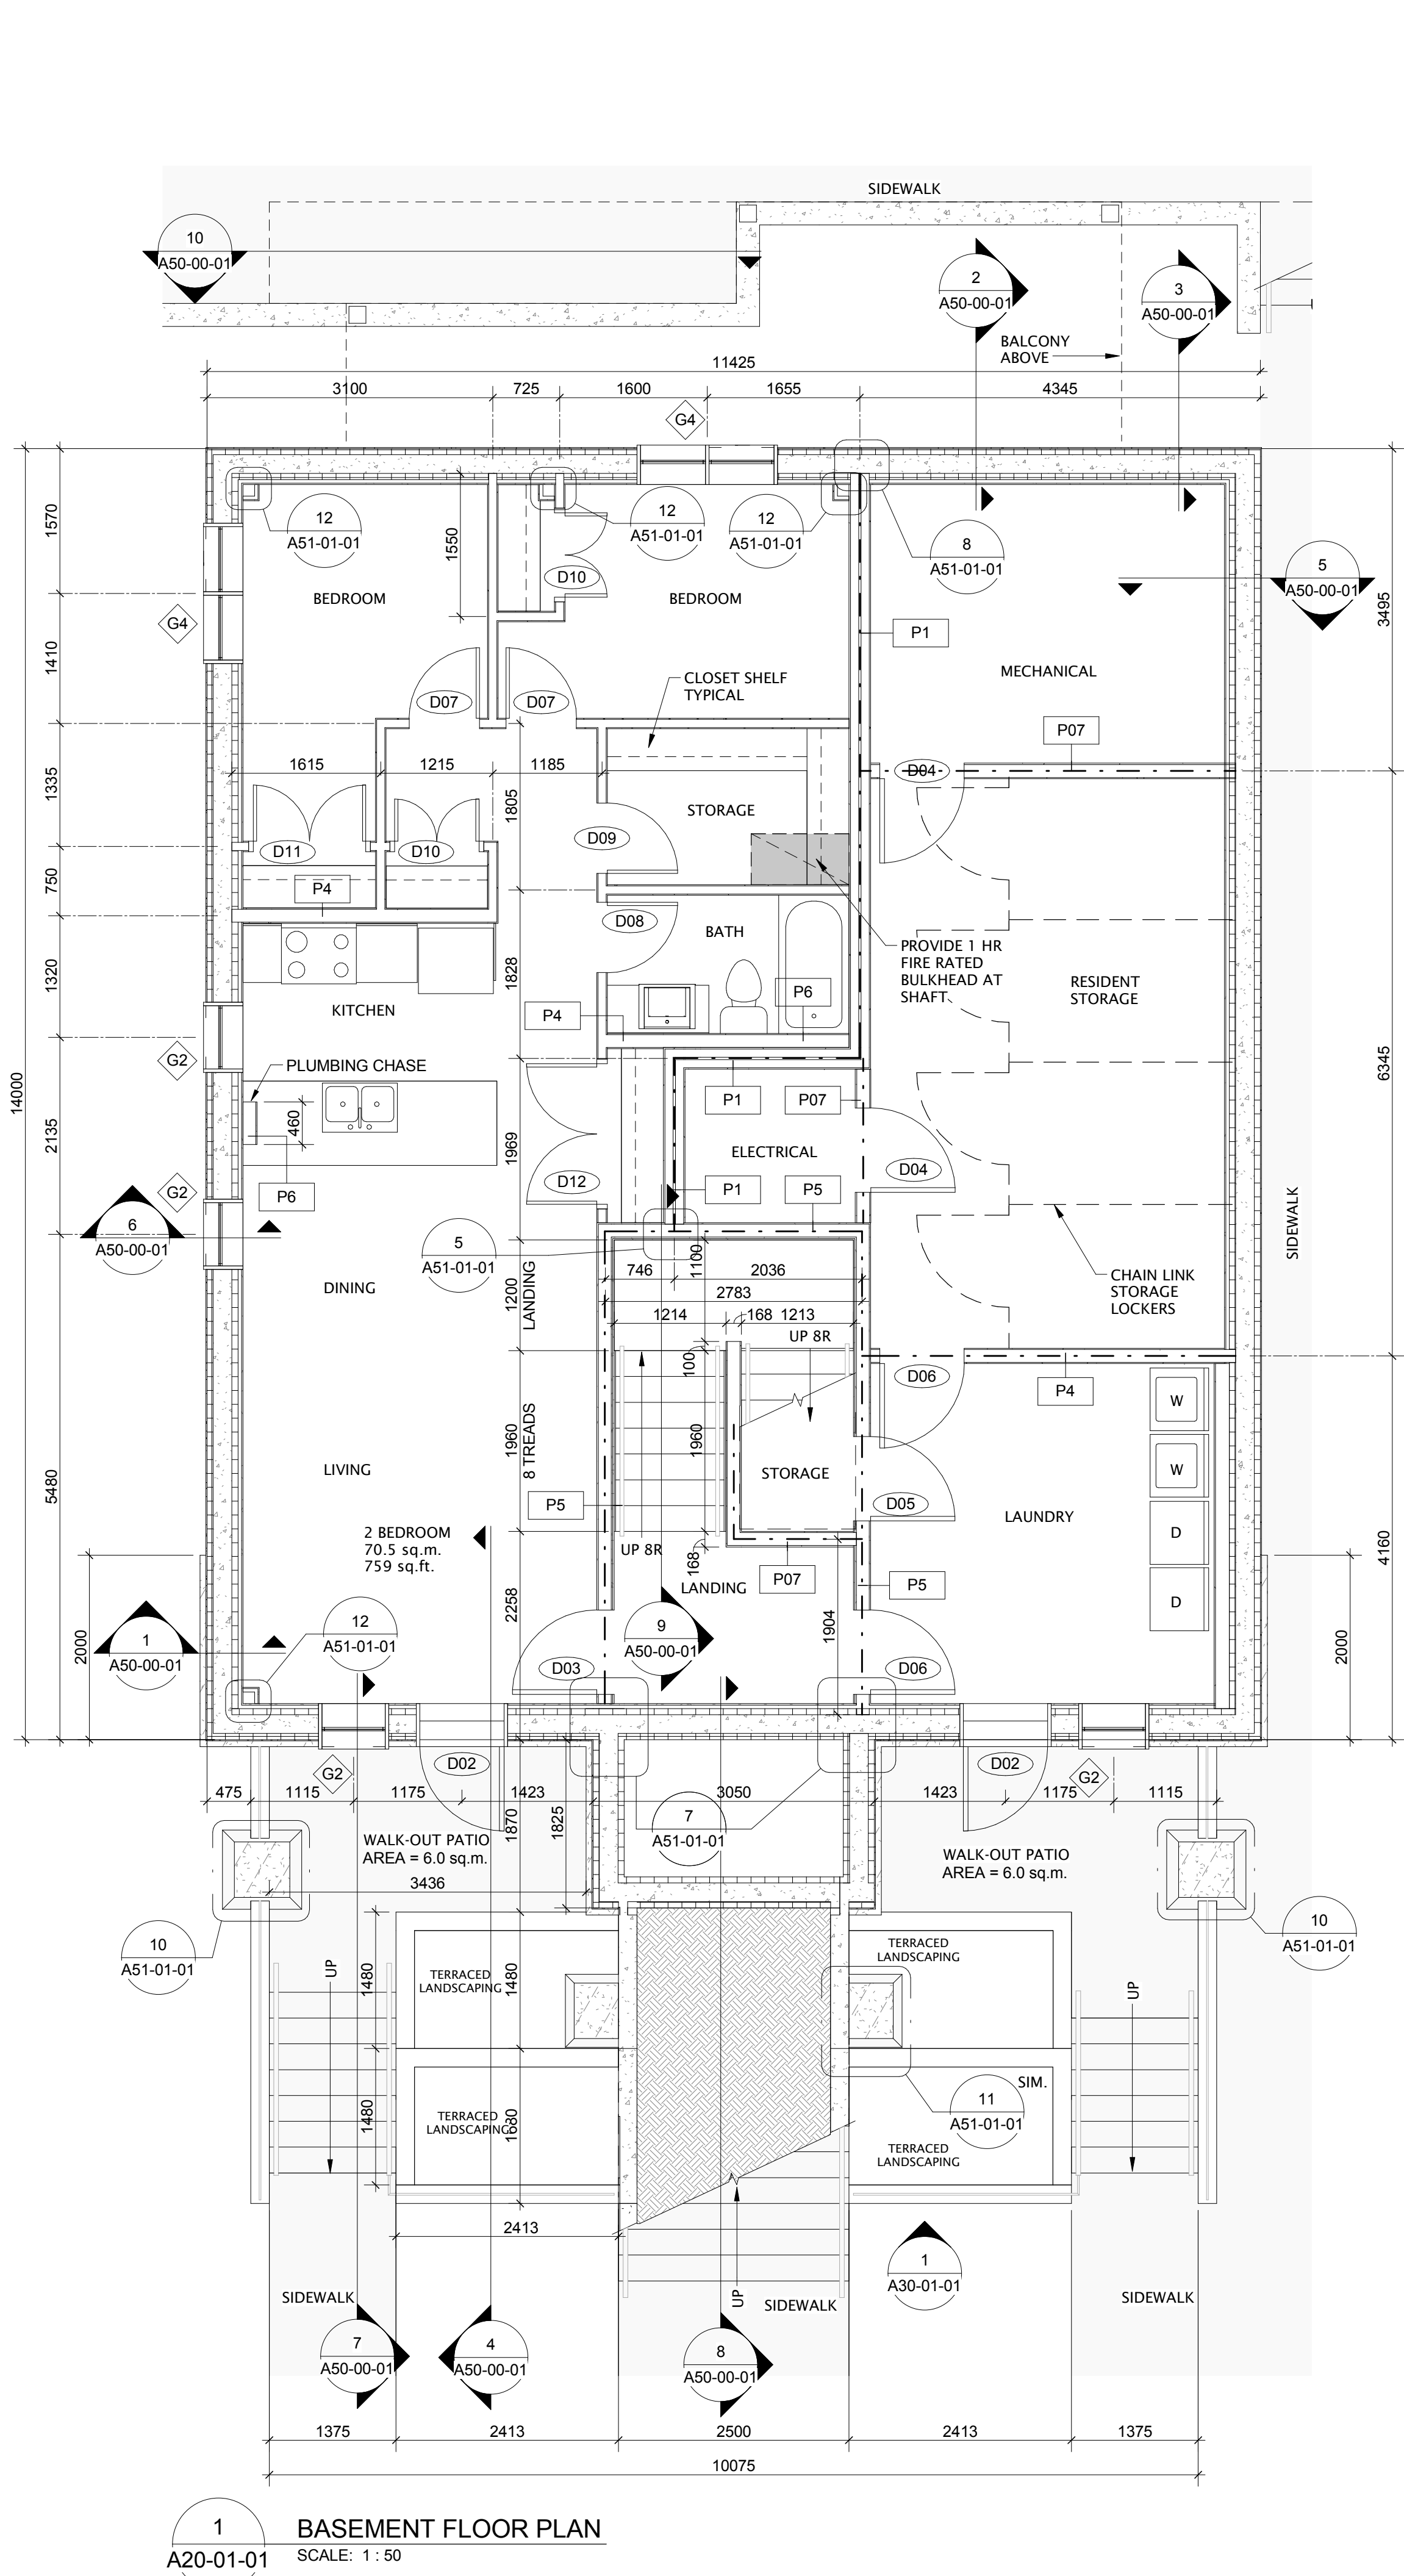 SIDEWALK
10
A50-00-01
2
A50-00-01
3
A50-00-01
BALCONY
ABOVE
11425
3100
725
1600
1655
4345
G4
12
A51-01-01
12
A51-01-01
12
A51-01-01
8
A51-01-01
5
A50-00-01
1570
1550
D10
BEDROOM
BEDROOM
G4
P1
3495
1410
MECHANICAL
CLOSET SHELF
TYPICAL
D07
D07
P07
1615
1215
1185
D04
1335
1805
STORAGE
D09
D11
D10
P4
750
D08
BATH
PROVIDE 1 HR
FIRE RATED
BULKHEAD AT
SHAFT
1320
1828
RESIDENT
STORAGE
P6
KITCHEN
P4
G2
PLUMBING CHASE
14000
6345
P1
P07
460
2135
1969
ELECTRICAL
D04
D12
P1
P5
G2
P6
6
A50-00-01
SIDEWALK
5
A51-01-01
1100
746
2036
DINING
1200
LANDING
2783
CHAIN LINK
STORAGE
LOCKERS
1214
168
1213
UP 8R
100
D06
P4
W
1960
8 TREADS
1960
LIVING
STORAGE
W
5480
P5
D05
LAUNDRY
2 BEDROOM
70.5 sq.m.
759 sq.ft.
D
UP 8R
168
4160
LANDING
P07
P5
D
2258
12
A51-01-01
9
A50-00-01
1904
1
A50-00-01
2000
2000
D03
D06
D02
D02
G2
G2
475
1115
1175
1423
3050
1423
1175
1115
1870
1825
7
A51-01-01
WALK-OUT PATIO
AREA = 6.0 sq.m.
WALK-OUT PATIO
AREA = 6.0 sq.m.
3436
10
A51-01-01
10
A51-01-01
TERRACED
LANDSCAPING
UP
1480
TERRACED
LANDSCAPING
1480
UP
SIM.
11
A51-01-01
1480
TERRACED
LANDSCAPING
1630
TERRACED
LANDSCAPING
2413
1
A30-01-01
SIDEWALK
UP
SIDEWALK
SIDEWALK
7
A50-00-01
4
A50-00-01
8
A50-00-01
1375
2413
2500
2413
1375
10075
1
A20-01-01
BASEMENT FLOOR PLAN
SCALE: 1 : 50